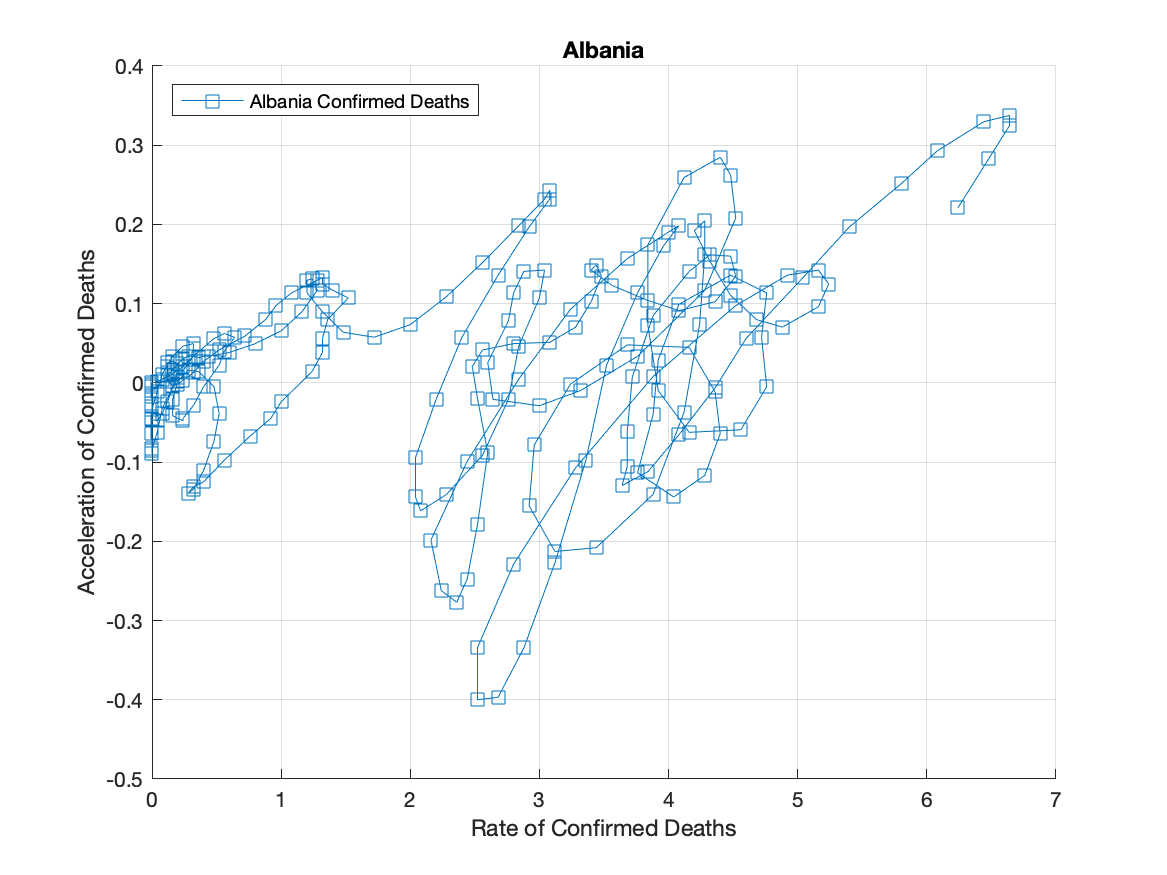 Albania
0.4
Albania Confirmed Deaths
0.3
0.2
0.1
0
-0.1
-0.2
-0.3
-0.4
-0.5
Acceleration of Confirmed Deaths
0 1 2 3 4 5 6 7
Rate of Confirmed Deaths